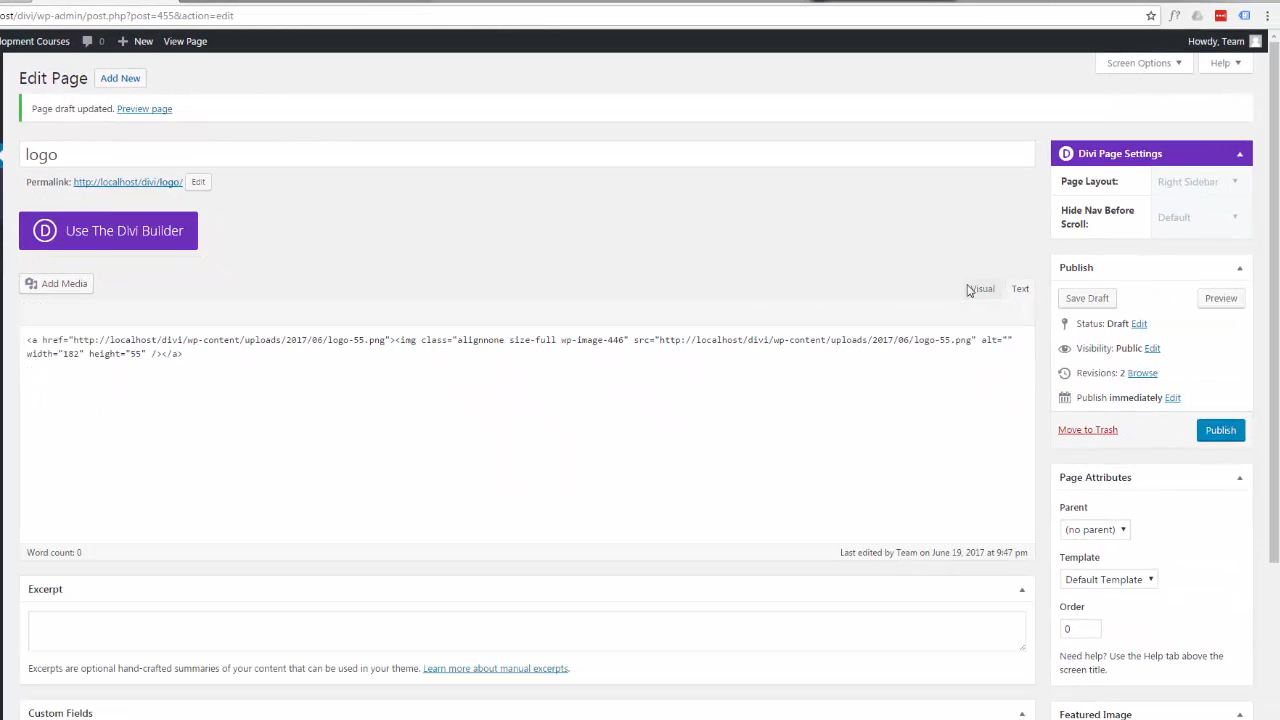 ost/divi/wp-admin/post.php?post=455&action=edit
lopment Courses 0 New View Page Howdy, Team
Screen Options Help
Edit Page Add New
Page draft updated. Preview page
logo
Permalink: http://localhost/divi/logo/ Edit
D Use The Divi Builder
Add Media
Visual Text
<a href="http://localhost/divi/wp-content/uploads/2017/06/logo-55.png"><img class="alignnone size-full wp-image-446" src="http://localhost/divi/wp-content/uploads/2017/06/logo-55.png" alt=""
width="182" height="55" /></a>
Word count: 0 Last edited by Team on June 19, 2017 at 9:47 pm
Excerpt
Excerpts are optional hand-crafted summaries of your content that can be used in your theme. Learn more about manual excerpts.
Custom Fields
D Divi Page Settings
Page Layout: Right Sidebar
Hide Nav Before
Scroll: Default
Publish
Save Draft Preview
Status: Draft Edit
Visibility: Public Edit
Revisions: 2 Browse
Publish immediately Edit
Move to Trash Publish
Page Attributes
Parent
(no parent)
Template
Default Template
Order
0
Need help? Use the Help tab above the
screen title.
Featured Image